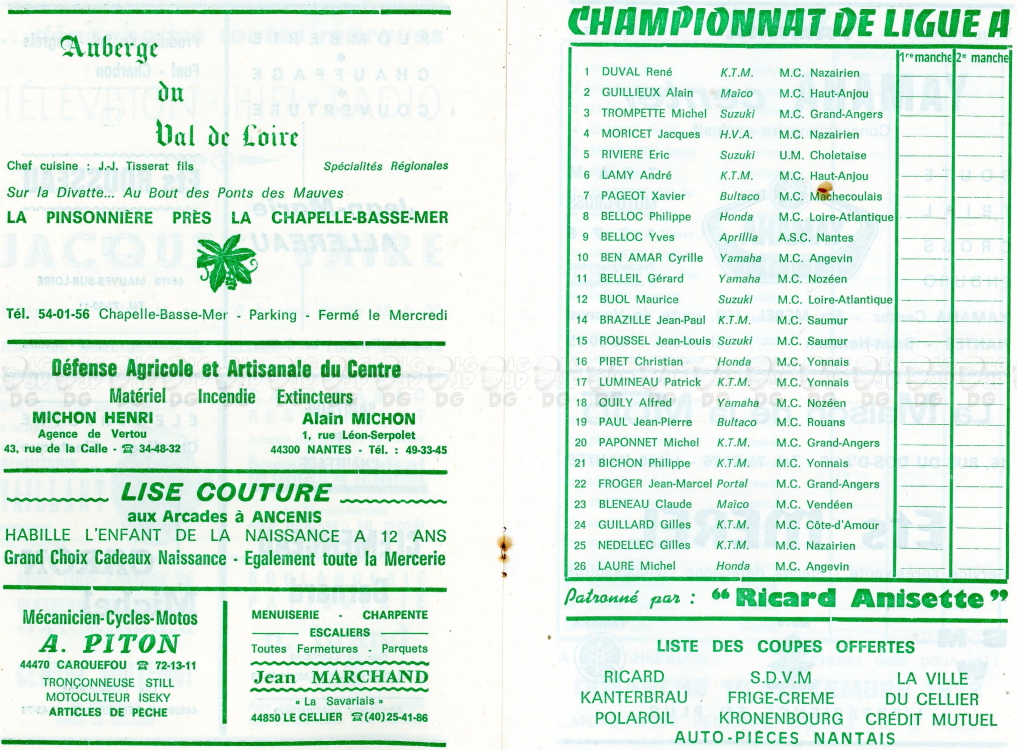 Auberge
du
Val de Loire
Chef cuisine : J.-J. Tisserat fils Spécialités Régionales
Sur la Divatte... Au Bout des Ponts des Mauves
LA PINSONNIÈRE PRÈS LA CHAPELLE-BASSE-MER
Tél. 54-01-56 Chapelle-Basse-Mer - Parking - Fermé le Mercredi
Défense Agricole et Artisanale du Centre
Matériel Incendie Extincteurs
MICHON HENRI
Agence de Vertou
43, rue de la Calle - ☎ 34-48-32
Alain MICHON
1, rue Léon-Serpolet
44300 NANTES - Tél. : 49-33-45
LISE COUTURE
aux Arcades à ANCENIS
HABILLE L'ENFANT DE LA NAISSANCE A 12 ANS
Grand Choix Cadeaux Naissance - Egalement toute la Mercerie
Mécanicien-Cycles-Motos
A. PITON
44470 CARQUEFOU ☎ 72-13-11
TRONÇONNEUSE STILL
MOTOCULTEUR ISEKY
ARTICLES DE PÊCHE
MENUISERIE - CHARPENTE
ESCALIERS
Toutes Fermetures - Parquets
Jean MARCHAND
« La Savariais »
44850 LE CELLIER ☎ (40) 25-41-86
CHAMPIONNAT DE LIGUE A
1re manche 2e manche
1 DUVAL René K.T.M. M.C. Nazairien
2 GUILLIEUX Alain Maïco M.C. Haut-Anjou
3 TROMPETTE Michel Suzuki M.C. Grand-Angers
4 MORICET Jacques H.V.A. M.C. Nazairien
5 RIVIERE Eric Suzuki U.M. Choletaise
6 LAMY André K.T.M. M.C. Haut-Anjou
7 PAGEOT Xavier Bultaco M.C. Machecoulais
8 BELLOC Philippe Honda M.C. Loire-Atlantique
9 BELLOC Yves Aprillia A.S.C. Nantes
10 BEN AMAR Cyrille Yamaha M.C. Angevin
11 BELLEIL Gérard Yamaha M.C. Nozéen
12 BUOL Maurice Suzuki M.C. Loire-Atlantique
14 BRAZILLE Jean-Paul K.T.M. M.C. Saumur
15 ROUSSEL Jean-Louis Suzuki M.C. Saumur
16 PIRET Christian Honda M.C. Yonnais
17 LUMINEAU Patrick K.T.M. M.C. Yonnais
18 OUILY Alfred Yamaha M.C. Nozéen
19 PAUL Jean-Pierre Bultaco M.C. Rouans
20 PAPONNET Michel K.T.M. M.C. Grand-Angers
21 BICHON Philippe K.T.M. M.C. Yonnais
22 FROGER Jean-Marcel Portal M.C. Grand-Angers
23 BLENEAU Claude Maïco M.C. Vendéen
24 GUILLARD Gilles K.T.M. M.C. Côte-d'Amour
25 NEDELLEC Gilles K.T.M. M.C. Nazairien
26 LAURE Michel Honda M.C. Angevin
Patronné par : “ Ricard Anisette ”
LISTE DES COUPES OFFERTES
RICARD S.D.V.M LA VILLE
KANTERBRAU FRIGECREME DU CELLIER
POLAROIL KRONENBOURG CRÉDIT MUTUEL
AUTO-PIÈCES NANTAIS